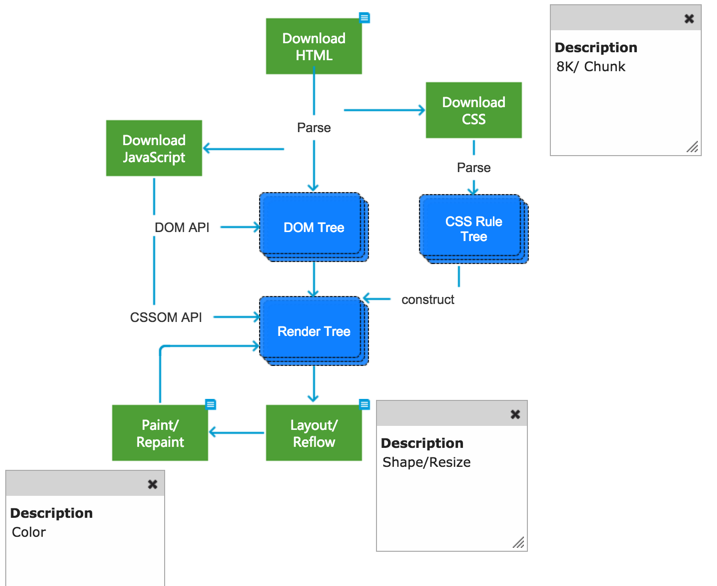 Download
HTML
Description
8K/ Chunk
Download
CSS
Parse
Download
JavaScript
Parse
DOM API
DOM Tree
CSS Rule
Tree
construct
CSSOM API
Render Tree
Paint/
Repaint
Layout/
Reflow
Description
Shape/Resize
Description
Color